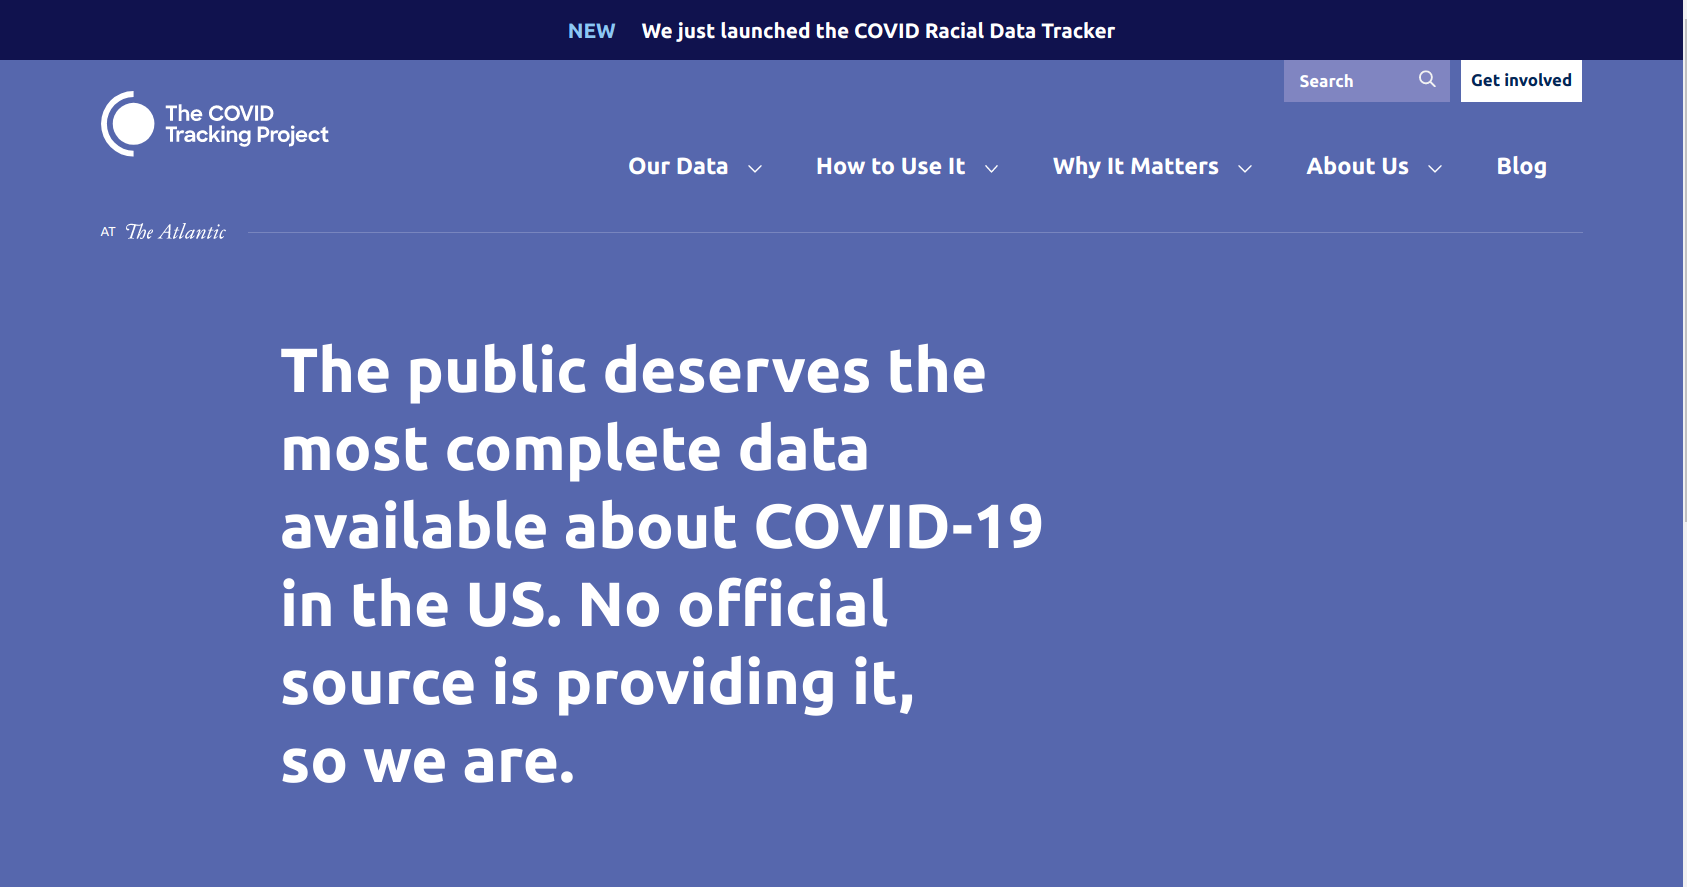 NEW We just launched the COVID Racial Data Tracker
Search
Get involved
The COVID
Tracking Project
Our Data
How to Use It
Why It Matters
About Us
Blog
AT The Atlantic
The public deserves the
most complete data
available about COVID-19
in the US. No official
source is providing it,
so we are.